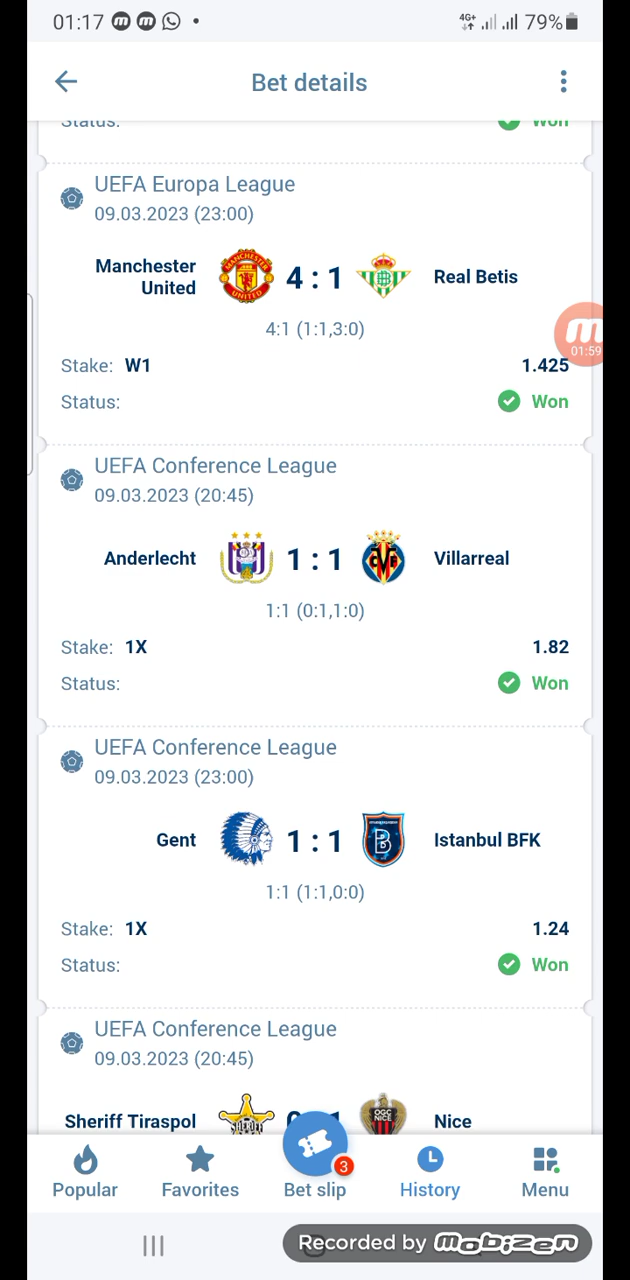 01:17 79%
4G+
Bet details
Status: Won
UEFA Europa League
09.03.2023 (23:00)
Manchester United 4 : 1 Real Betis
4:1 (1:1,3:0)
01:59
Stake: W1 1.425
Status: Won
UEFA Conference League
09.03.2023 (20:45)
Anderlecht 1 : 1 Villarreal
1:1 (0:1,1:0)
Stake: 1X 1.82
Status: Won
UEFA Conference League
09.03.2023 (23:00)
Gent 1 : 1 Istanbul BFK
1:1 (1:1,0:0)
Stake: 1X 1.24
Status: Won
UEFA Conference League
09.03.2023 (20:45)
Sheriff Tiraspol Nice
OGC NICE
Popular Favorites Bet slip 3 History Menu
Recorded by mobizen